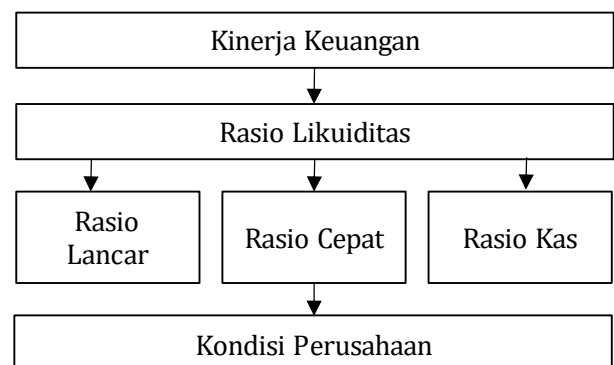 Kinerja Keuangan
Rasio Likuiditas
Rasio
Lancar
Rasio Cepat
Rasio Kas
Kondisi Perusahaan